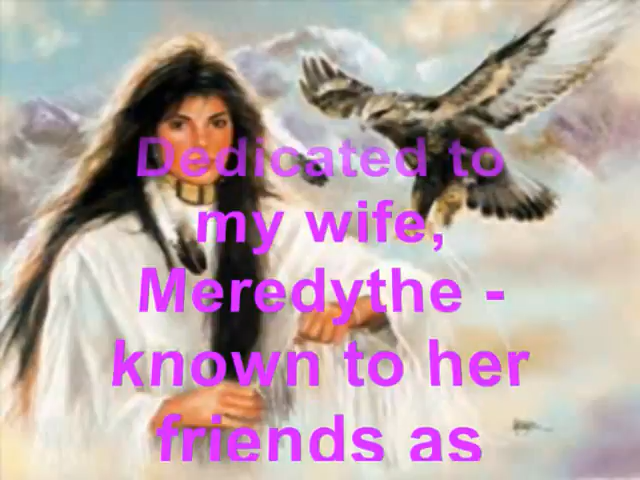 Dedicated to
my wife,
Meredythe -
known to her
friends as